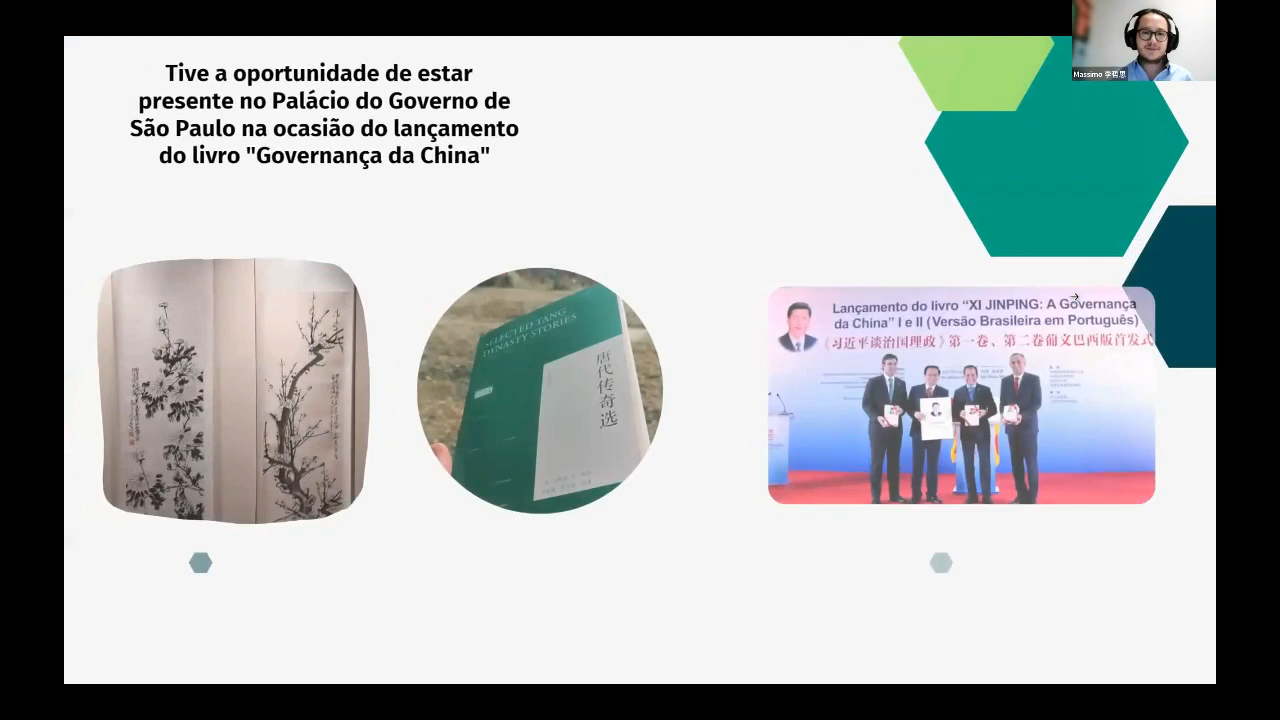 Tive a oportunidade de estar
presente no Palácio do Governo de
São Paulo na ocasião do lançamento
do livro "Governança da China"
Massimo 李哲思
SELECTED TANG
DYNASTY STORIES
唐代传奇选
Lançamento do livro “XI JINPING: A Governança
da China” I e II (Versão Brasileira em Português)
《习近平谈治国理政》第一卷、第二卷葡文巴西版首发式